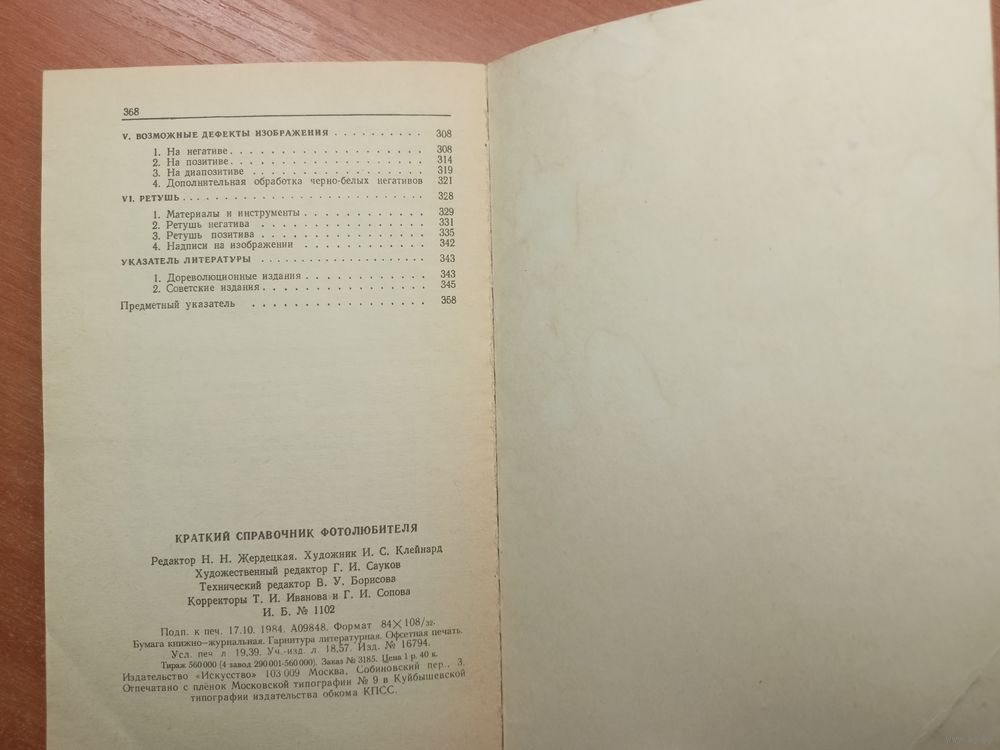 368
V. ВОЗМОЖНЫЕ ДЕФЕКТЫ ИЗОБРАЖЕНИЯ . . . . . . . . . . 308
1. На негативе. . . . . . . . . . . . . . . . . . . . 308
2. На позитиве. . . . . . . . . . . . . . . . . . . . 314
3. На диапозитиве . . . . . . . . . . . . . . . . . . 319
4. Дополнительная обработка черно-белых негативов 321
VI. РЕТУШЬ . . . . . . . . . . . . . . . . . . . . . . . . 328
1. Материалы и инструменты . . . . . . . . . . . . 329
2. Ретушь негатива . . . . . . . . . . . . . . . . 331
3. Ретушь позитива . . . . . . . . . . . . . . . . 335
4. Надписи на изображении . . . . . . . . . . . . 342
УКАЗАТЕЛЬ ЛИТЕРАТУРЫ . . . . . . . . . . . . . . . . . 343
1. Дореволюционные издания . . . . . . . . . . . . 343
2. Советские издания . . . . . . . . . . . . . . . . 345
Предметный указатель . . . . . . . . . . . . . . . . . 358
КРАТКИЙ СПРАВОЧНИК ФОТОЛЮБИТЕЛЯ
Редактор Н. Н. Жердецкая. Художник И. С. Клейнард
Художественный редактор Г. И. Сауков
Технический редактор В. У. Борисова
Корректоры Т. И. Иванова и Г. И. Сопова
И. Б. № 1102
Подп. к печ. 17.10. 1984. А09848. Формат 84×108/32.
Бумага книжно-журнальная. Гарнитура литературная. Офсетная печать.
Усл. печ л 19,39. Уч.-изд. л 18,57. Изд. № 16794.
Тираж 560 000 (4 завод 290 001-560 000). Заказ № 3185. Цена 1 р. 40 к.
Издательство «Искусство» 103 009 Москва, Собиновский пер., 3.
Отпечатано с плёнок Московской типографии № 9 в Куйбышевской
типографии издательства обкома КПСС.